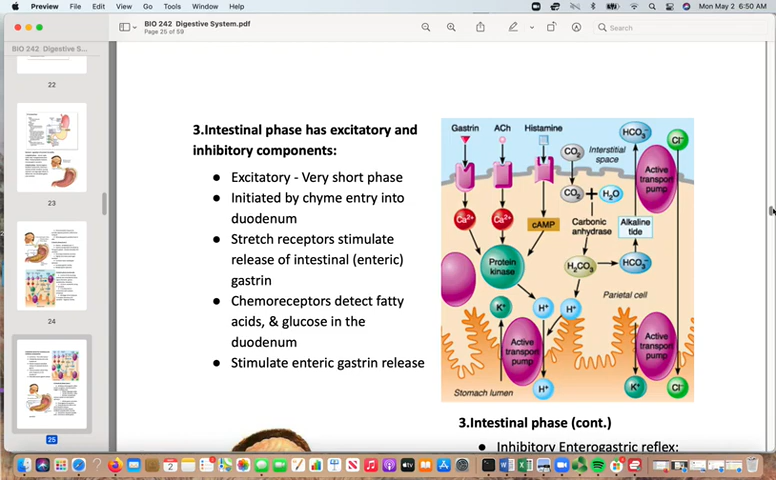 Preview File Edit View Go Tools Window Help
Mon May 2 6:50 AM
BIO 242 Digestive System.pdf
Page 25 of 59
Search
BIO 242 Digestive S...
22
23
24
25
3.Intestinal phase has excitatory and
inhibitory components:
● Excitatory - Very short phase
● Initiated by chyme entry into
duodenum
● Stretch receptors stimulate
release of intestinal (enteric)
gastrin
● Chemoreceptors detect fatty
acids, & glucose in the
duodenum
● Stimulate enteric gastrin release
Gastrin ACh Histamine
CO₂
Interstitial
space
HCO₃⁻
Cl⁻
Active
transport
pump
CO₂ + H₂O
Ca²⁺ Ca²⁺
cAMP
Carbonic
anhydrase
Alkaline
tide
Protein
kinase
H₂CO₃
HCO₃⁻
Parietal cell
K⁺
H⁺
H⁺
Active
transport
pump
Active
transport
pump
Stomach lumen
H⁺
K⁺
Cl⁻
3.Intestinal phase (cont.)
● Inhibitory Enterogastric reflex: